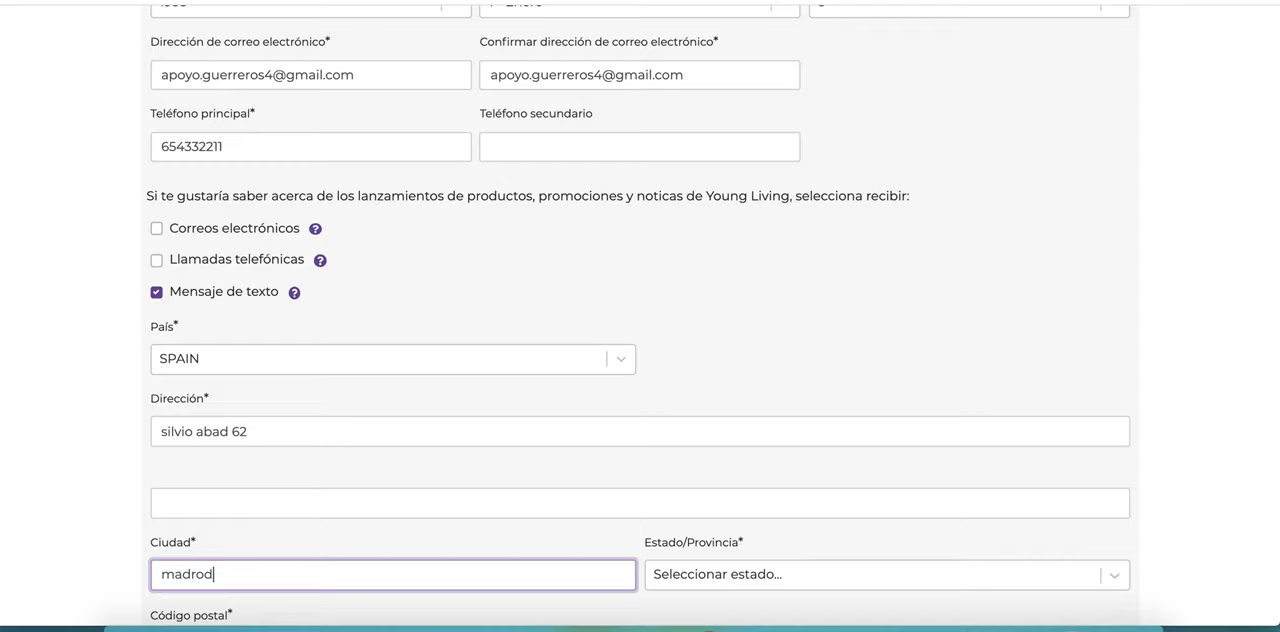 Dirección de correo electrónico* Confirmar dirección de correo electrónico*
apoyo.guerreros4@gmail.com apoyo.guerreros4@gmail.com
Teléfono principal* Teléfono secundario
654332211
Si te gustaría saber acerca de los lanzamientos de productos, promociones y noticas de Young Living, selecciona recibir:
Correos electrónicos ?
Llamadas telefónicas ?
Mensaje de texto ?
País*
SPAIN
Dirección*
silvio abad 62
Ciudad* Estado/Provincia*
madrod Seleccionar estado...
Código postal*